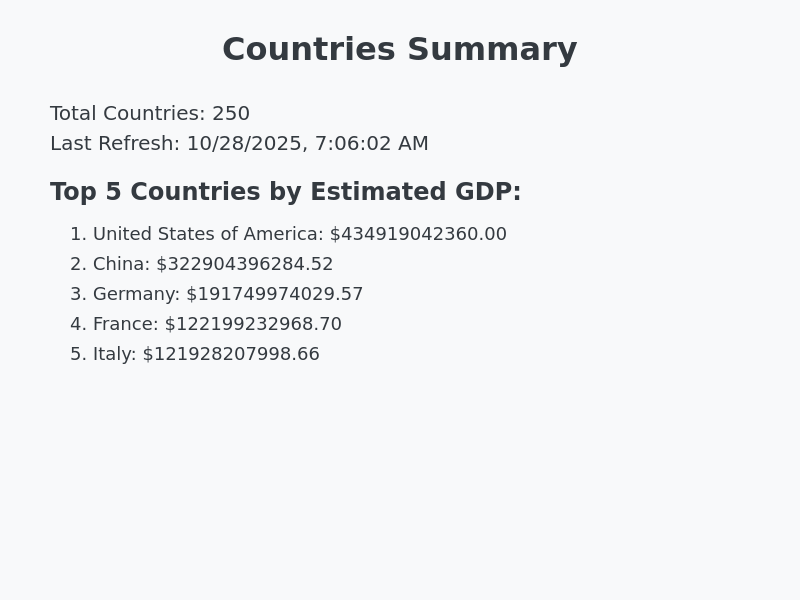 Countries Summary
Total Countries: 250
Last Refresh: 10/28/2025, 7:06:02 AM
Top 5 Countries by Estimated GDP:
1. United States of America: $434919042360.00
2. China: $322904396284.52
3. Germany: $191749974029.57
4. France: $122199232968.70
5. Italy: $121928207998.66